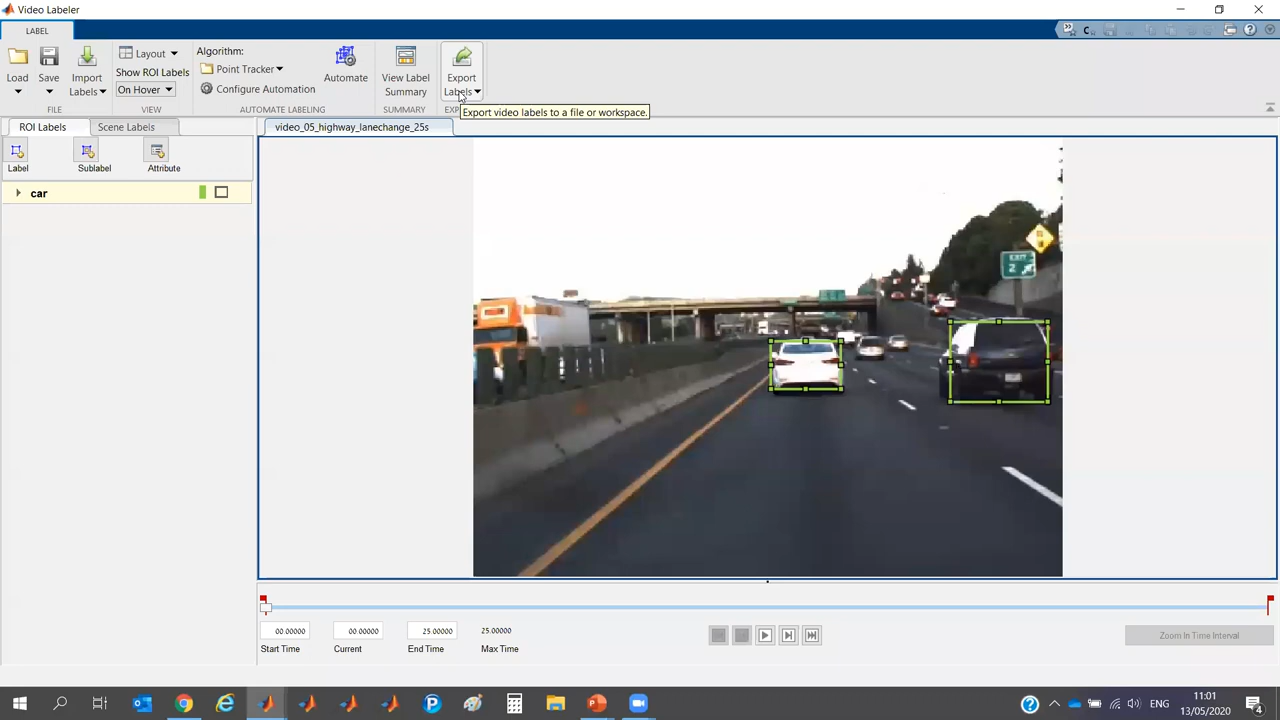 Video Labeler
LABEL
Load
Save
Import
Labels
FILE
Layout
Show ROI Labels
On Hover
VIEW
Algorithm:
Point Tracker
Configure Automation
Automate
AUTOMATE LABELING
View Label
Summary
SUMMARY
Export
Labels
Export video labels to a file or workspace.
ROI Labels
Scene Labels
video_05_highway_lanechange_25s
Label
Sublabel
Attribute
car
EXIT
2
00.00000
00.00000
25.00000
25.00000
Start Time
Current
End Time
Max Time
Zoom In Time Interval
ENG
11:01
13/05/2020
4